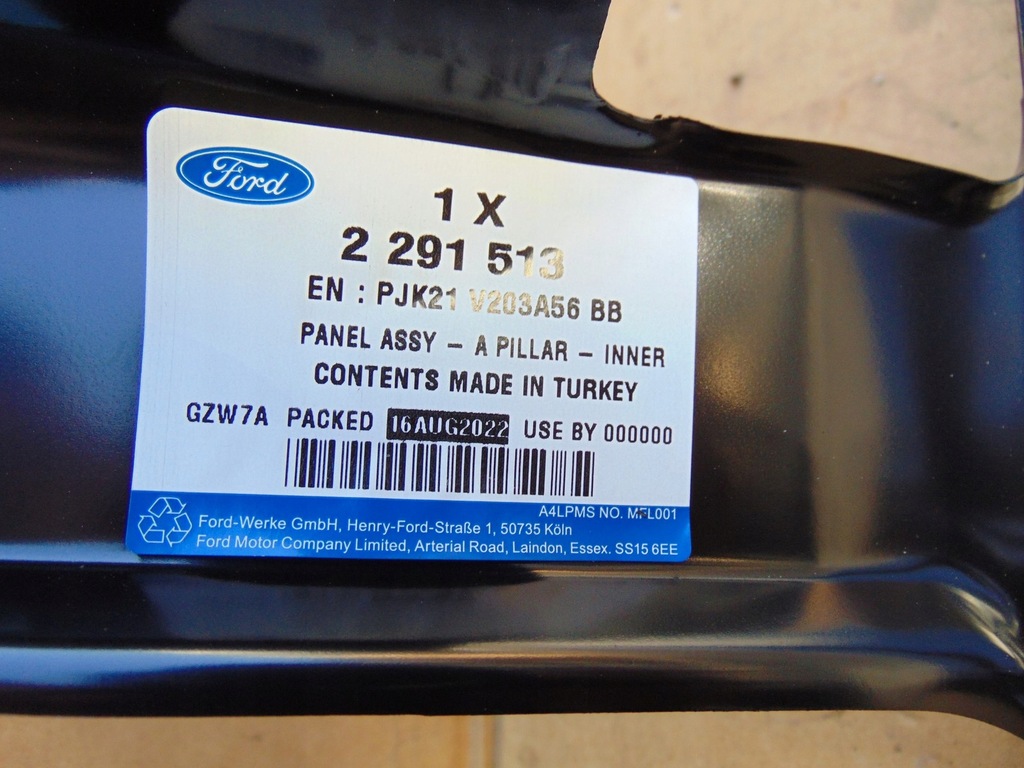 Ford
1 X
2 291 513
EN : PJK21 V203A56 BB
PANEL ASSY – A PILLAR – INNER
CONTENTS MADE IN TURKEY
GZW7A PACKED 16AUG2022 USE BY 000000
A4LPMS NO. MFL001
Ford-Werke GmbH, Henry-Ford-Straße 1, 50735 Köln
Ford Motor Company Limited, Arterial Road, Laindon, Essex. SS15 6EE